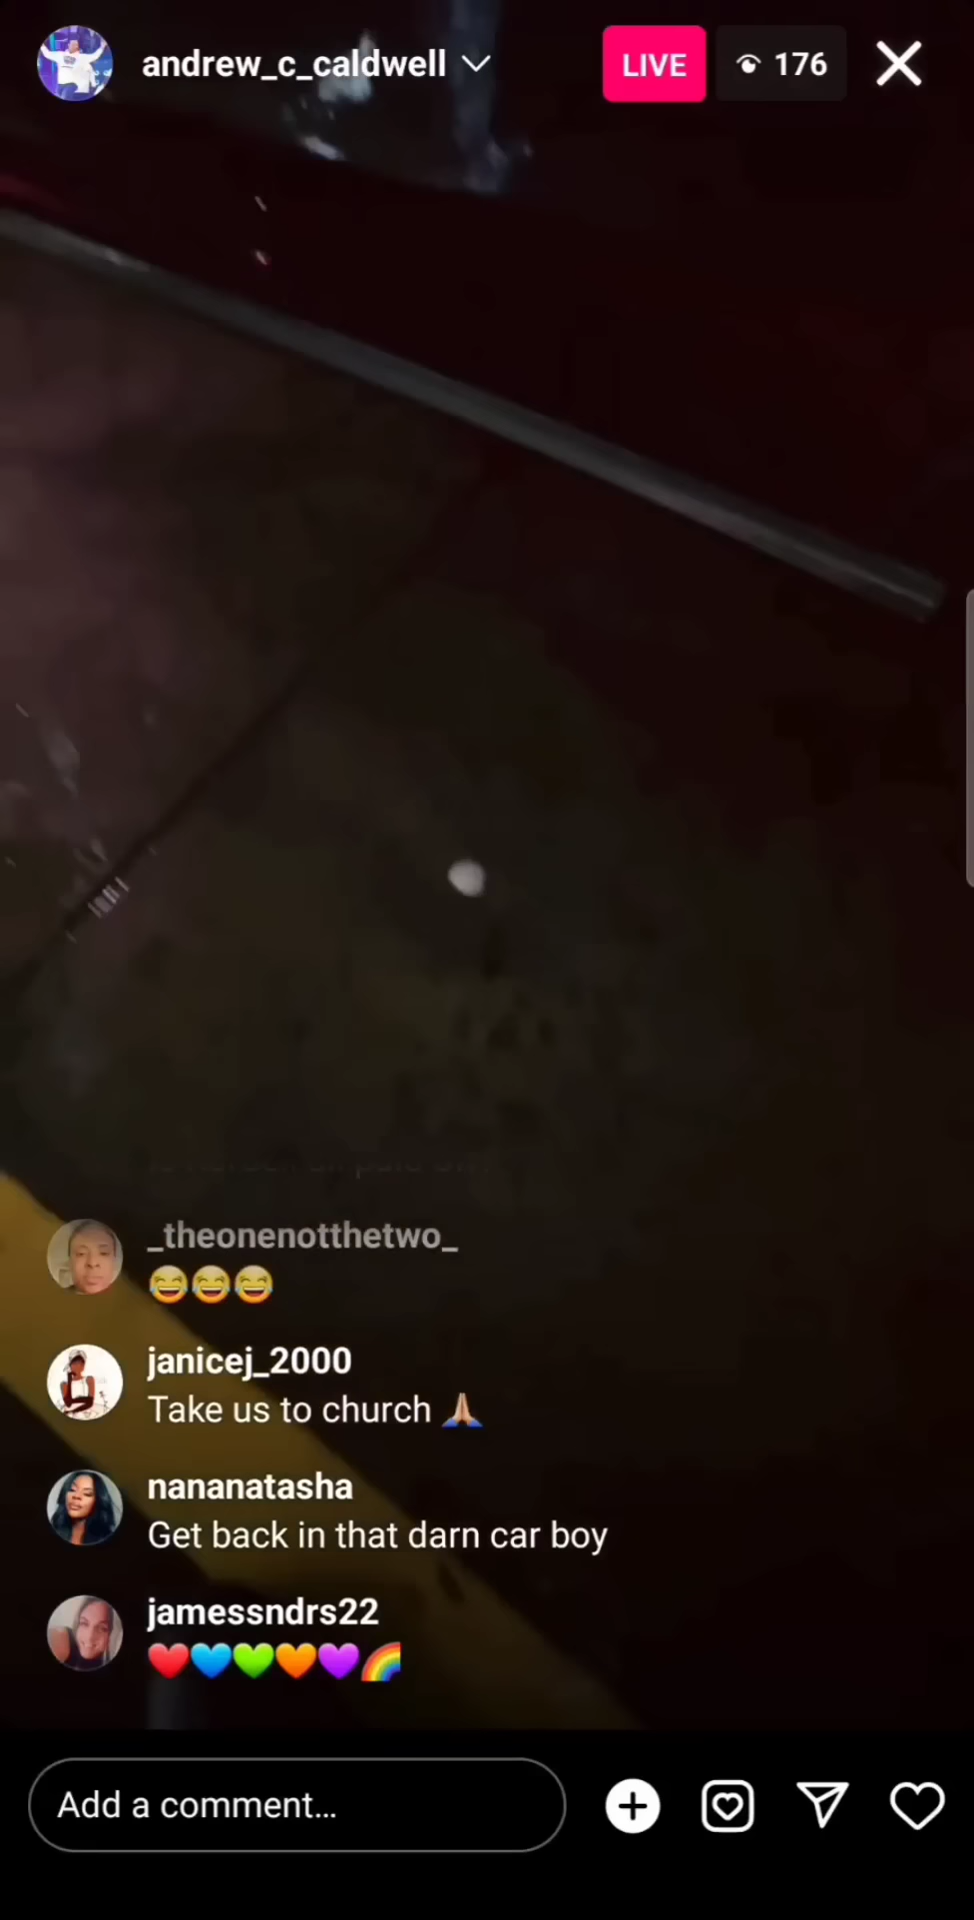 andrew_c_caldwell
LIVE
176
_theonenotthetwo_
😂😂😂
janicej_2000
Take us to church 🙏🏼
nananatasha
Get back in that darn car boy
jamessndrs22
❤️💙💚🧡💜🌈
Add a comment...